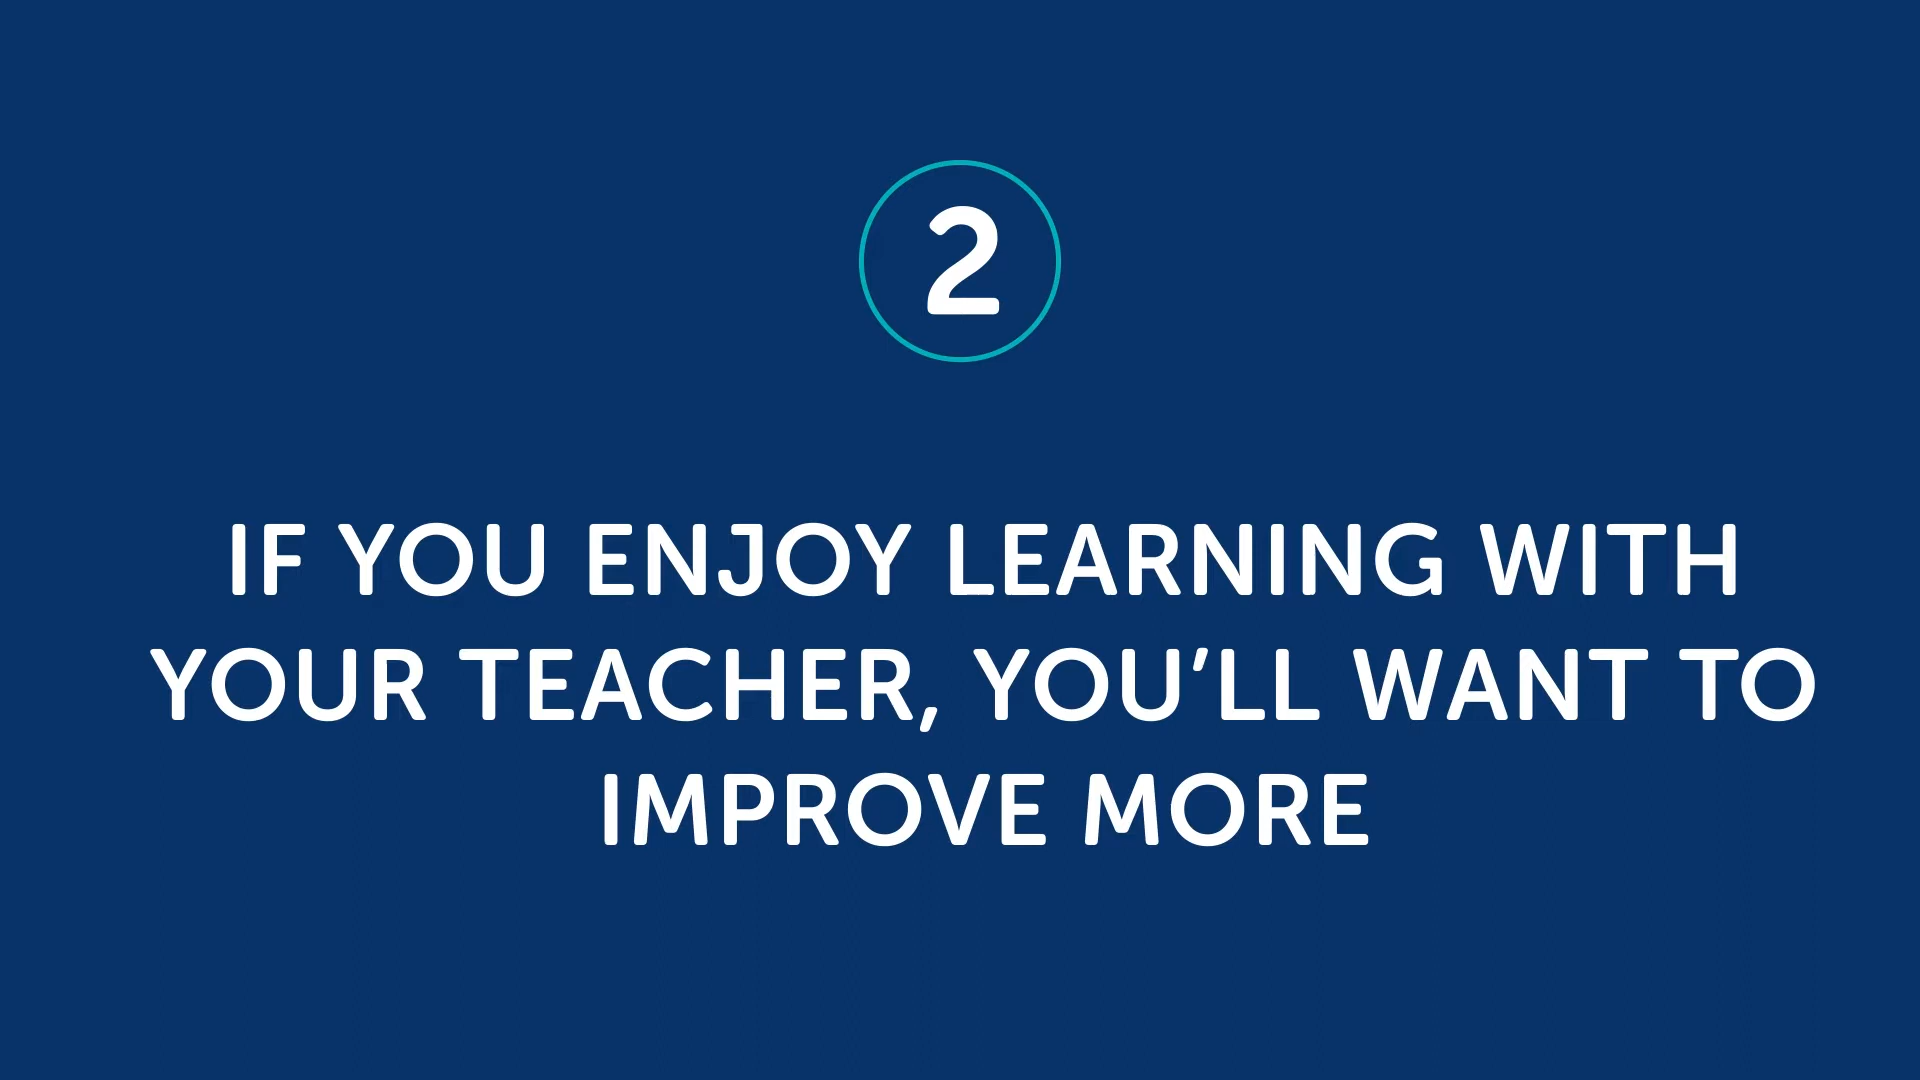 2
IF YOU ENJOY LEARNING WITH
YOUR TEACHER, YOU’LL WANT TO
IMPROVE MORE